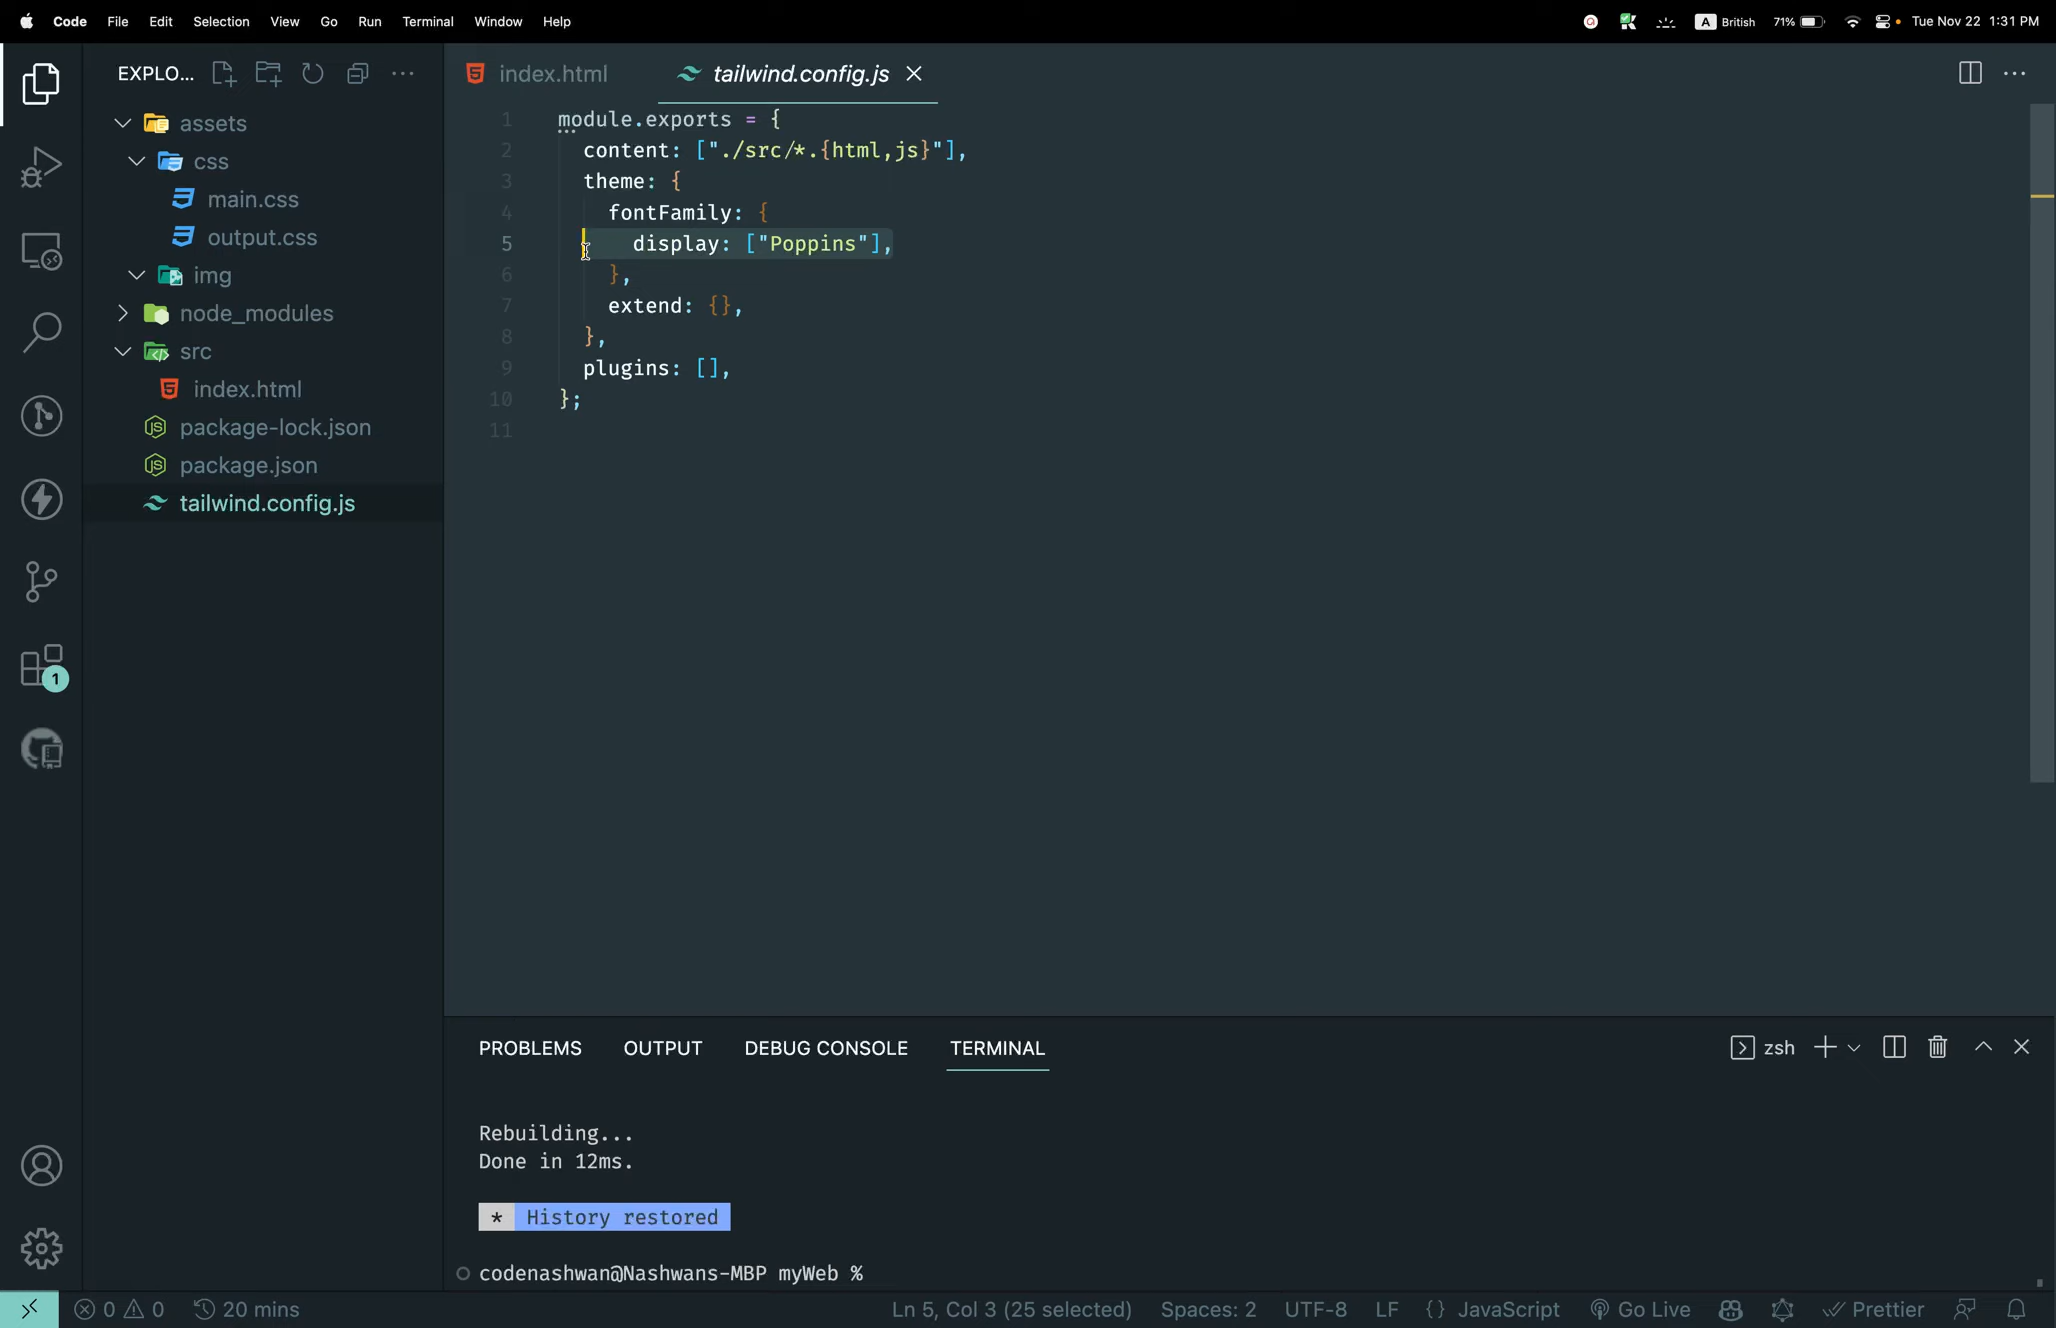 Code File Edit Selection View Go Run Terminal Window Help A British 71% Tue Nov 22 1:31 PM
EXPLO...
assets
css
main.css
output.css
img
node_modules
src
index.html
package-lock.json
package.json
tailwind.config.js
1
index.html tailwind.config.js
1 module.exports = {
2 content: ["./src/*.{html,js}"],
3 theme: {
4 fontFamily: {
5 display: ["Poppins"],
6 },
7 extend: {},
8 },
9 plugins: [],
10 };
11
PROBLEMS OUTPUT DEBUG CONSOLE TERMINAL zsh
Rebuilding...
Done in 12ms.
* History restored
codenashwan@Nashwans-MBP myWeb %
0 0 20 mins Ln 5, Col 3 (25 selected) Spaces: 2 UTF-8 LF {} JavaScript Go Live Prettier